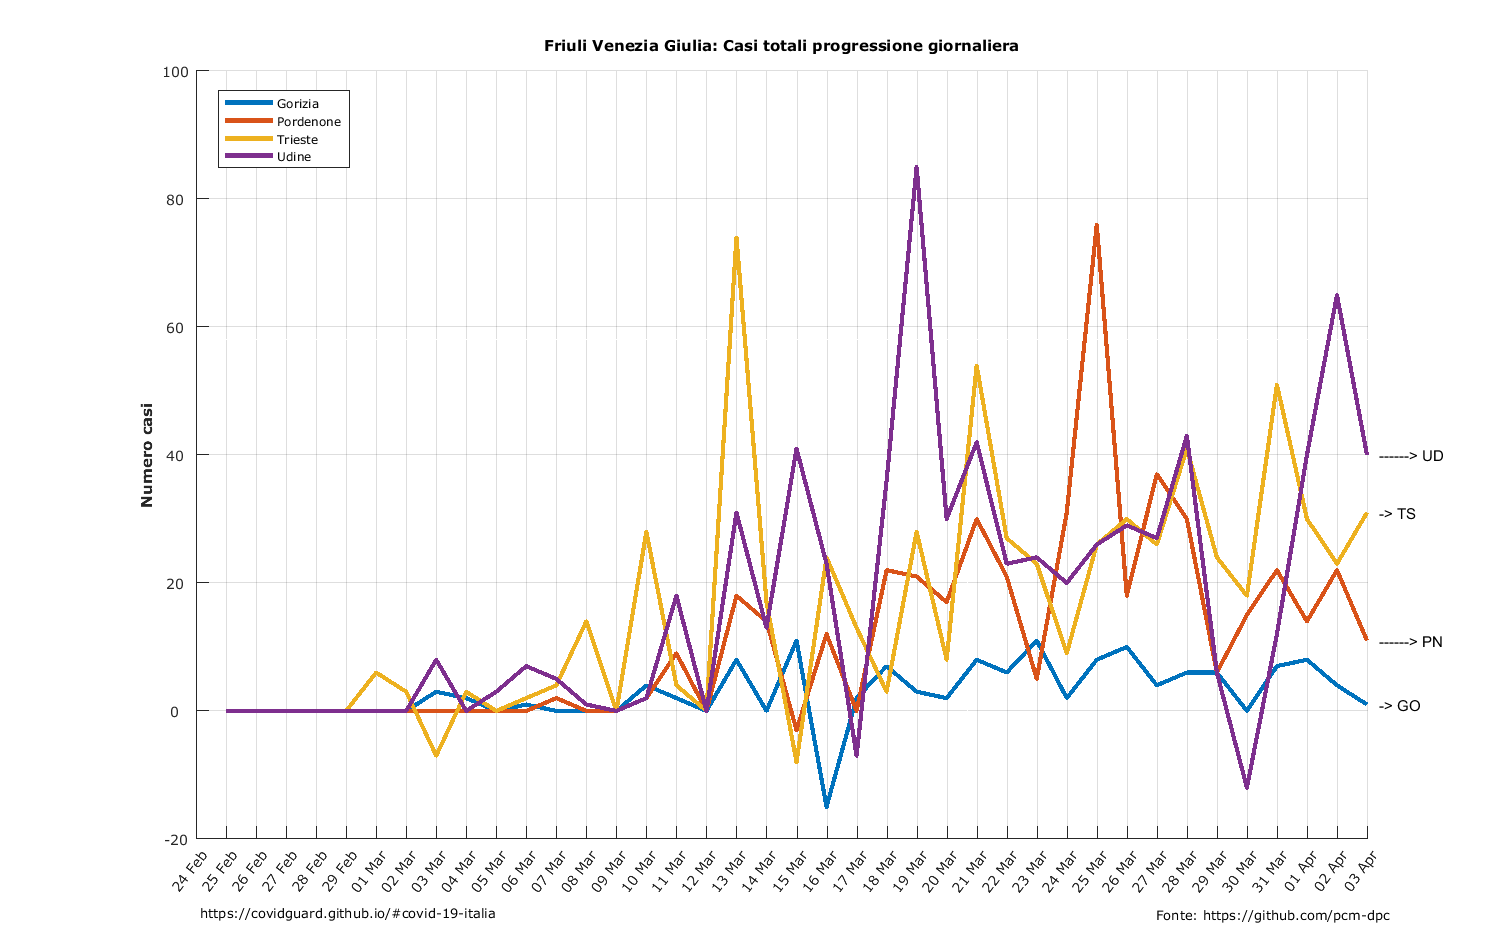 Friuli Venezia Giulia: Casi totali progressione giornaliera
100
80
60
40
20
0
-20
Numero casi
Gorizia
Pordenone
Trieste
Udine
------> UD
-> TS
------> PN
-> GO
24 Feb
25 Feb
26 Feb
27 Feb
28 Feb
29 Feb
01 Mar
02 Mar
03 Mar
04 Mar
05 Mar
06 Mar
07 Mar
08 Mar
09 Mar
10 Mar
11 Mar
12 Mar
13 Mar
14 Mar
15 Mar
16 Mar
17 Mar
18 Mar
19 Mar
20 Mar
21 Mar
22 Mar
23 Mar
24 Mar
25 Mar
26 Mar
27 Mar
28 Mar
29 Mar
30 Mar
31 Mar
01 Apr
02 Apr
03 Apr
https://covidguard.github.io/#covid-19-italia
Fonte: https://github.com/pcm-dpc